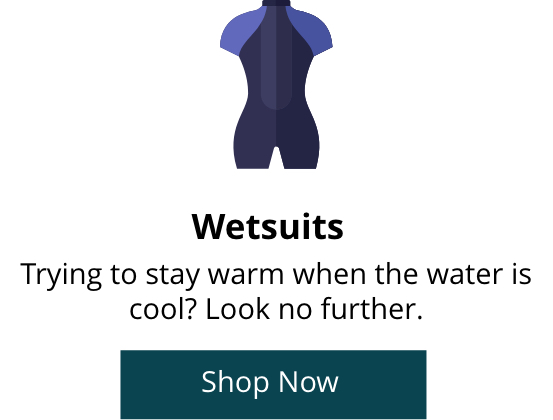 Wetsuits
Trying to stay warm when the water is
cool? Look no further.
Shop Now